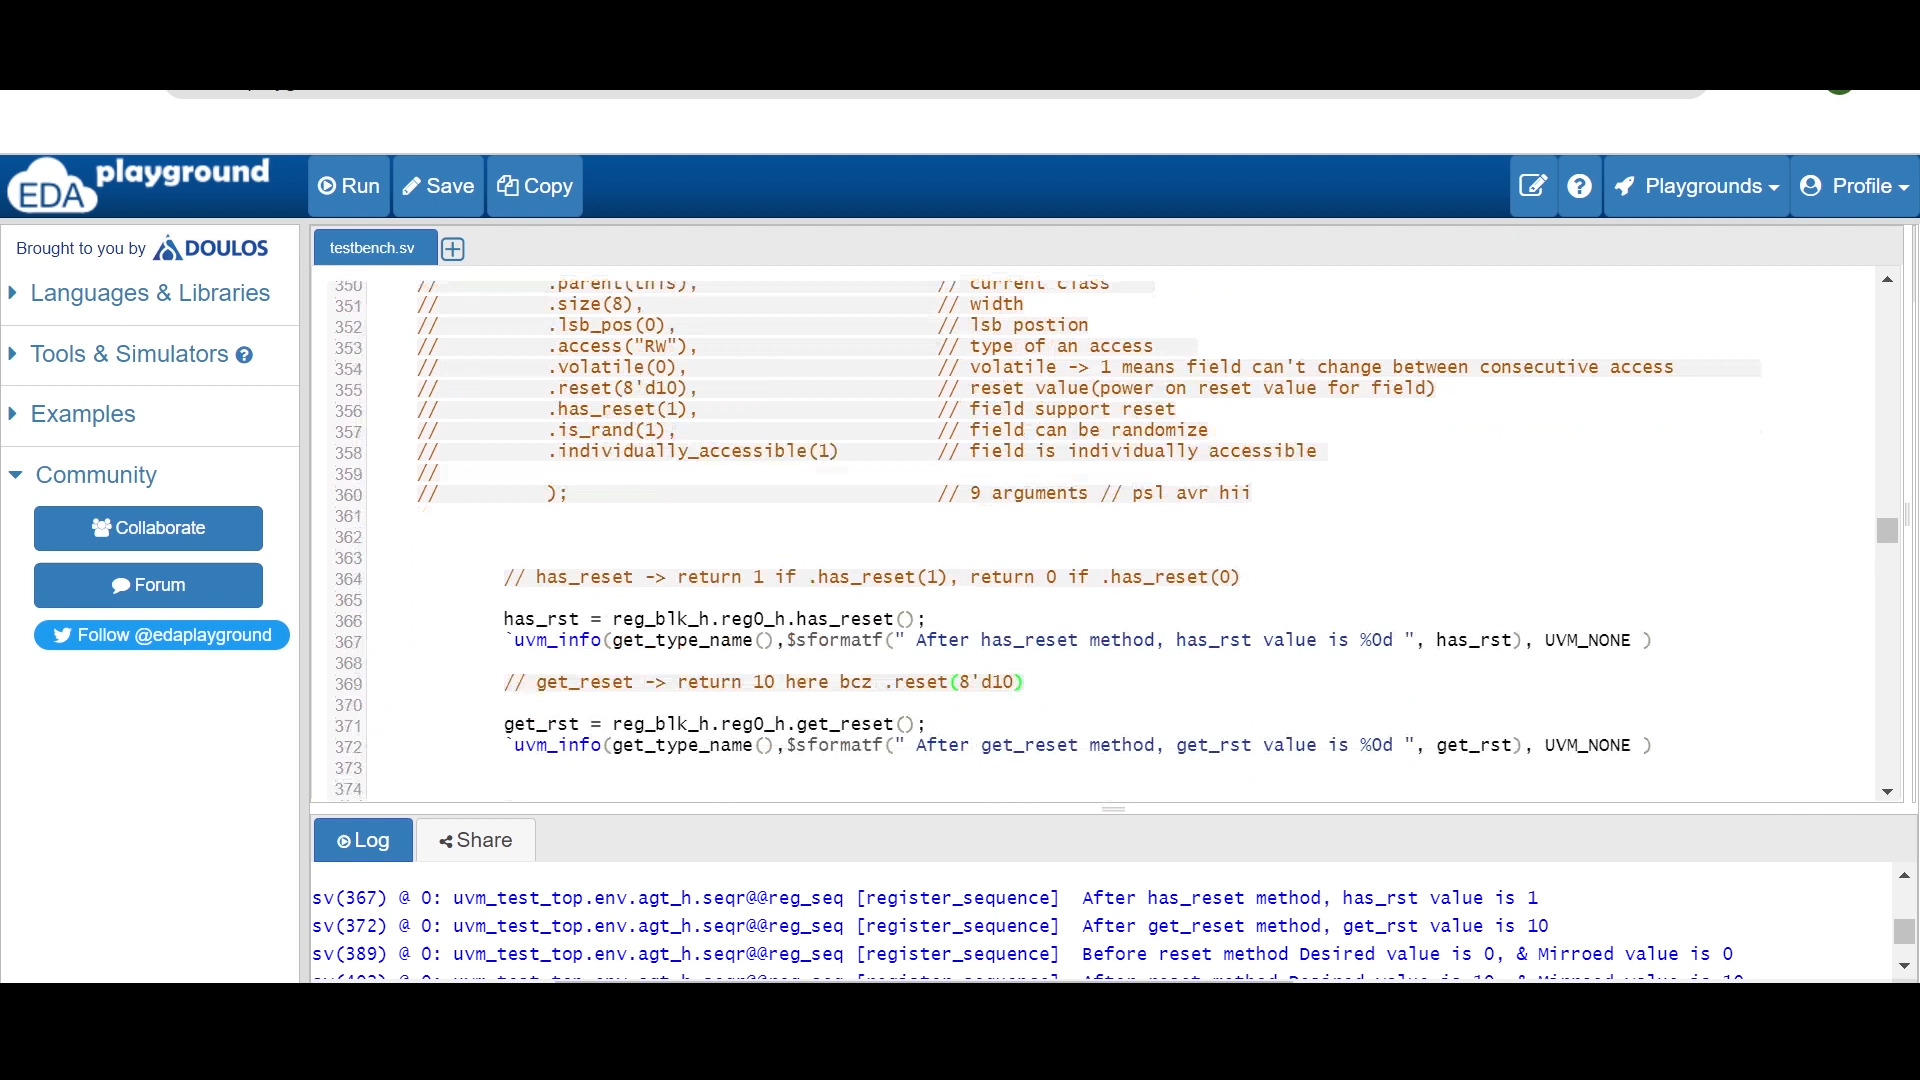 EDA playground
Run
Save
Copy
Playgrounds
Profile
Brought to you by DOULOS
Languages & Libraries
Tools & Simulators
Examples
Community
Collaborate
Forum
Follow @edaplayground
testbench.sv
350 // .parent(this), // current class
351 // .size(8), // width
352 // .lsb_pos(0), // lsb postion
353 // .access("RW"), // type of an access
354 // .volatile(0), // volatile -> 1 means field can't change between consecutive access
355 // .reset(8'd10), // reset value(power on reset value for field)
356 // .has_reset(1), // field support reset
357 // .is_rand(1), // field can be randomize
358 // .individually_accessible(1) // field is individually accessible
359 //
360 // ); // 9 arguments // psl avr hii
361
362
363
364 // has_reset -> return 1 if .has_reset(1), return 0 if .has_reset(0)
365
366 has_rst = reg_blk_h.reg0_h.has_reset();
367 `uvm_info(get_type_name(),$sformatf(" After has_reset method, has_rst value is %0d ", has_rst), UVM_NONE )
368
369 // get_reset -> return 10 here bcz .reset(8'd10)
370
371 get_rst = reg_blk_h.reg0_h.get_reset();
372 `uvm_info(get_type_name(),$sformatf(" After get_reset method, get_rst value is %0d ", get_rst), UVM_NONE )
373
374
Log
Share
sv(367) @ 0: uvm_test_top.env.agt_h.seqr@@reg_seq [register_sequence] After has_reset method, has_rst value is 1
sv(372) @ 0: uvm_test_top.env.agt_h.seqr@@reg_seq [register_sequence] After get_reset method, get_rst value is 10
sv(389) @ 0: uvm_test_top.env.agt_h.seqr@@reg_seq [register_sequence] Before reset method Desired value is 0, & Mirroed value is 0